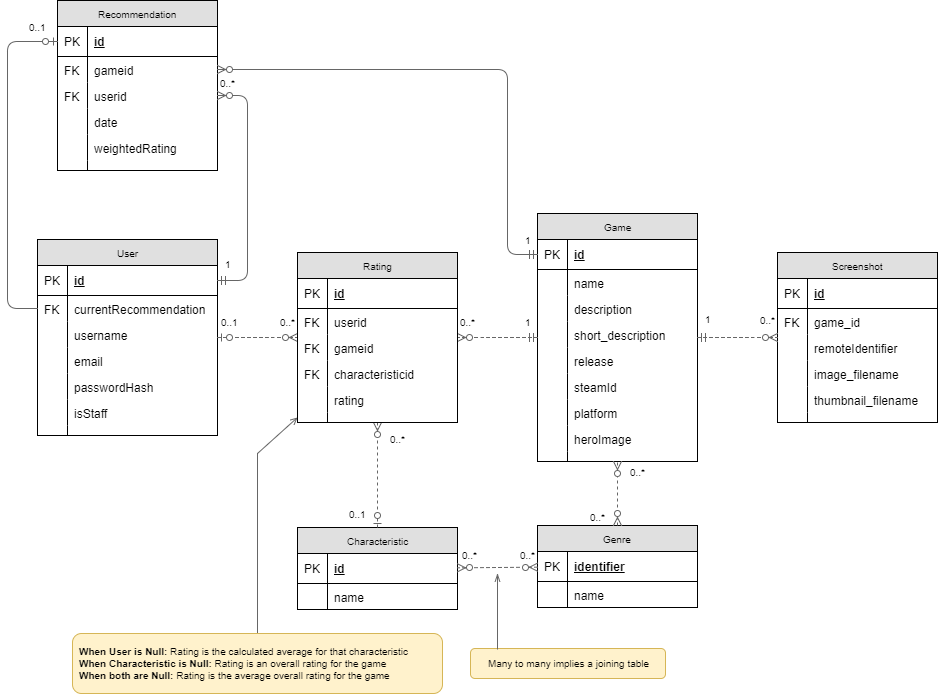 Recommendation
0..1
PK id
FK gameid
0..*
FK userid
date
weightedRating
User
1
PK id
FK currentRecommendation
username
email
passwordHash
isStaff
0..1
0..*
Rating
PK id
FK userid
FK gameid
FK characteristicid
rating
0..*
1
Game
1
PK id
name
description
short_description
release
steamId
platform
heroImage
1
0..*
Screenshot
PK id
FK game_id
remoteIdentifier
image_filename
thumbnail_filename
0..*
0..1
0..*
0..*
Characteristic
PK id
name
0..*
0..*
Genre
PK identifier
name
When User is Null: Rating is the calculated average for that characteristic
When Characteristic is Null: Rating is an overall rating for the game
When both are Null: Rating is the average overall rating for the game
Many to many implies a joining table